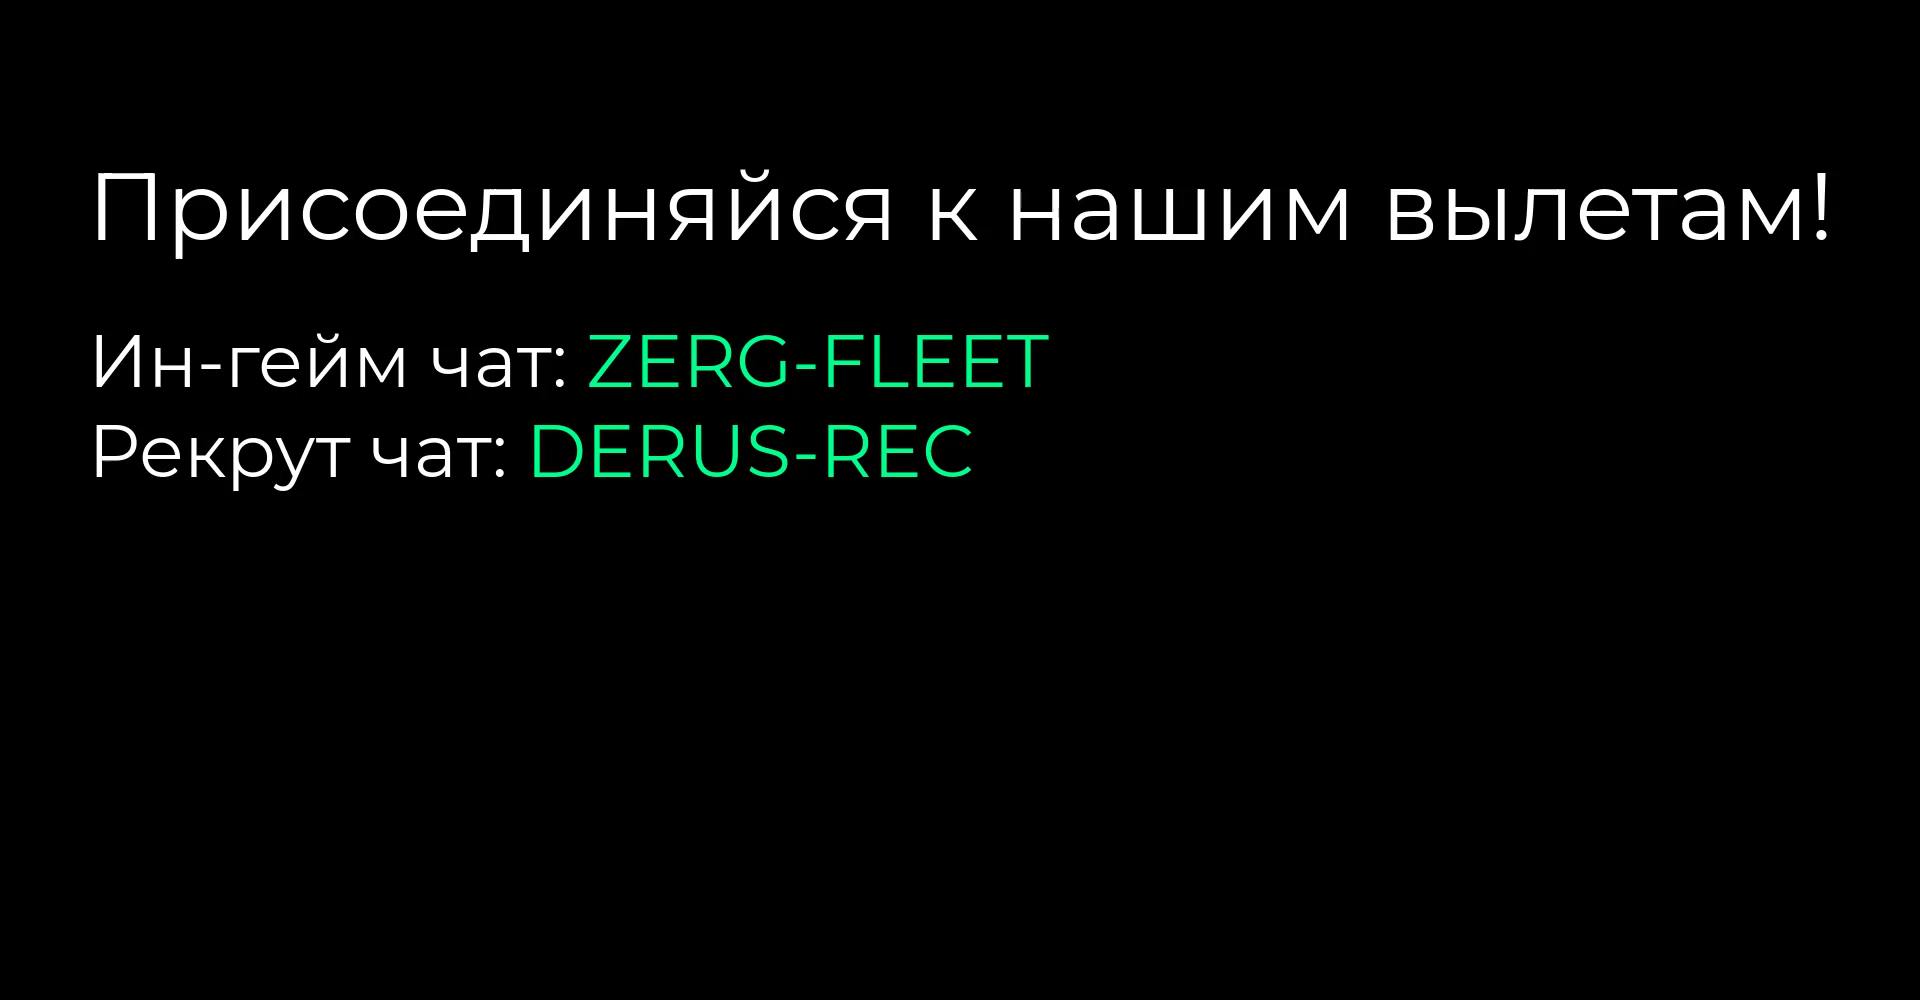 Присоединяйся к нашим вылетам!
Ин-гейм чат: ZERG-FLEET
Рекрут чат: DERUS-REC